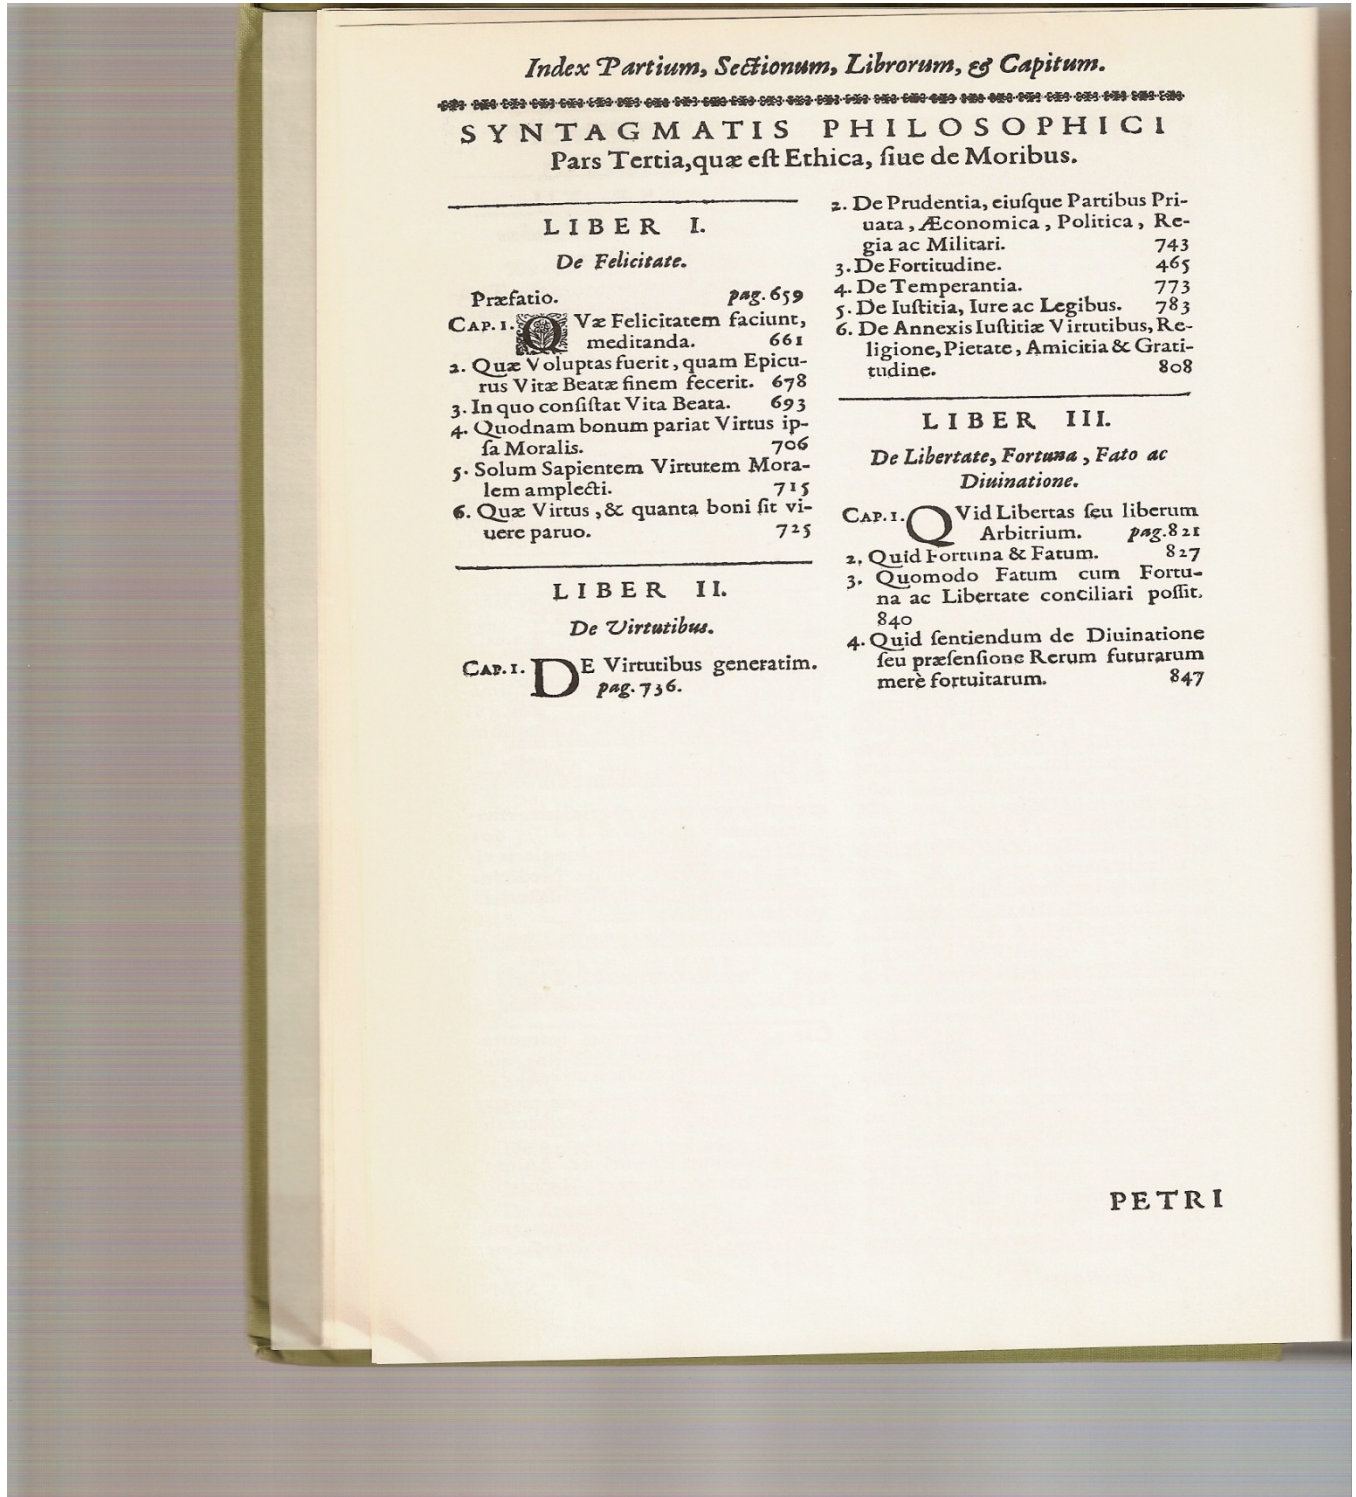 Index Partium, Sectionum, Librorum, & Capitum.
SYNTAGMATIS PHILOSOPHICI
Pars Tertia, quæ eſt Ethica, ſiue de Moribus.
LIBER I.
De Felicitate.
Præfatio. pag. 659
CAP. I. QVæ Felicitatem faciunt,
meditanda. 661
2. Quæ Voluptas fuerit, quam Epicu-
rus Vitæ Beatæ finem fecerit. 678
3. In quo conſiſtat Vita Beata. 693
4. Quodnam bonum pariat Virtus ip-
ſa Moralis. 706
5. Solum Sapientem Virtutem Mora-
lem amplecti. 715
6. Quæ Virtus, & quanta boni ſit vi-
uere paruo. 725
LIBER II.
De Virtutibus.
CAP. I. DE Virtutibus generatim.
pag. 736.
2. De Prudentia, eiuſque Partibus Pri-
uata, Æconomica, Politica, Re-
gia ac Militari. 743
3. De Fortitudine. 465
4. De Temperantia. 773
5. De Iuſtitia, Iure ac Legibus. 783
6. De Annexis Iuſtitiæ Virtutibus, Re-
ligione, Pietate, Amicitia & Grati-
tudine. 808
LIBER III.
De Libertate, Fortuna, Fato ac
Diuinatione.
CAP. I. QVid Libertas ſeu liberum
Arbitrium. pag. 821
2. Quid Fortuna & Fatum. 827
3. Quomodo Fatum cum Fortu-
na ac Libertate conciliari poſſit.
840
4. Quid ſentiendum de Diuinatione
ſeu præſenſione Rerum futurarum
merè fortuitarum. 847
PETRI